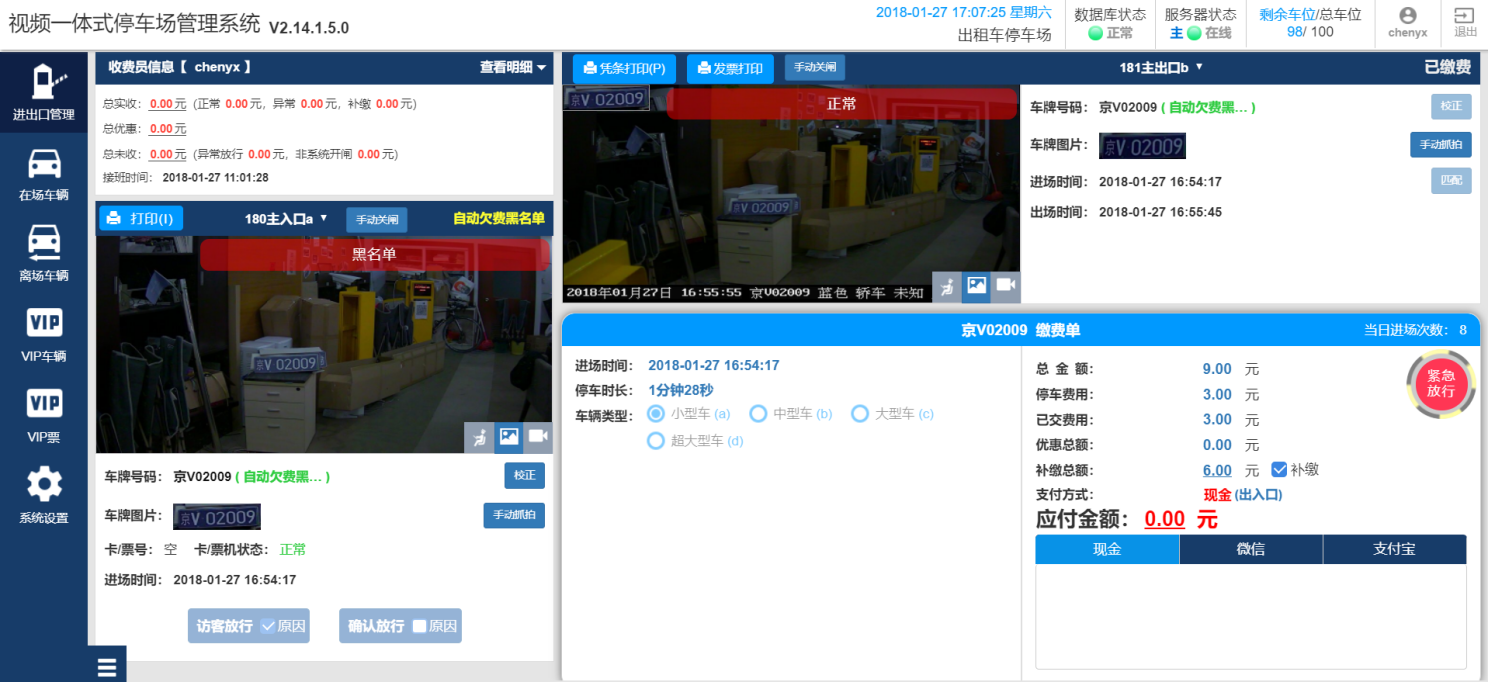 视频一体式停车场管理系统 V2.14.1.5.0
2018-01-27 17:07:25 星期六
出租车停车场
数据库状态
正常
服务器状态
主 在线
剩余车位/总车位
98/ 100
chenyx
退出
进出口管理
在场车辆
离场车辆
VIP
VIP车辆
VIP
VIP票
系统设置
收费员信息【 chenyx 】 查看明细
总实收: 0.00元 (正常 0.00元, 异常 0.00元, 补缴 0.00元)
总优惠: 0.00元
总未收: 0.00元 (异常放行 0.00元, 非系统开闸 0.00元)
接班时间: 2018-01-27 11:01:28
打印(I) 180主入口a 手动关闸 自动欠费黑名单
黑名单
京V 02009
车牌号码: 京V02009 ( 自动欠费黑... ) 校正
车牌图片: 京V 02009 手动抓拍
卡/票号: 空 卡/票机状态: 正常
进场时间: 2018-01-27 16:54:17
访客放行 原因 确认放行 原因
凭条打印(P) 发票打印 手动关闸 181主出口b 已缴费
京V 02009
正常
京V 02009
2018年01月27日 16:55:55 京V02009 蓝色 轿车 未知
车牌号码: 京V02009 ( 自动欠费黑... ) 校正
车牌图片: 京V 02009 手动抓拍
进场时间: 2018-01-27 16:54:17 匹配
出场时间: 2018-01-27 16:55:45
京V02009 缴费单 当日进场次数: 8
进场时间: 2018-01-27 16:54:17
停车时长: 1分钟28秒
车辆类型: 小型车 (a) 中型车 (b) 大型车 (c)
超大型车 (d)
总 金 额: 9.00 元
停车费用: 3.00 元
已交费用: 3.00 元
优惠总额: 0.00 元
补缴总额: 6.00 元 补缴
支付方式: 现金 (出入口)
应付金额: 0.00 元
紧急
放行
现金 微信 支付宝